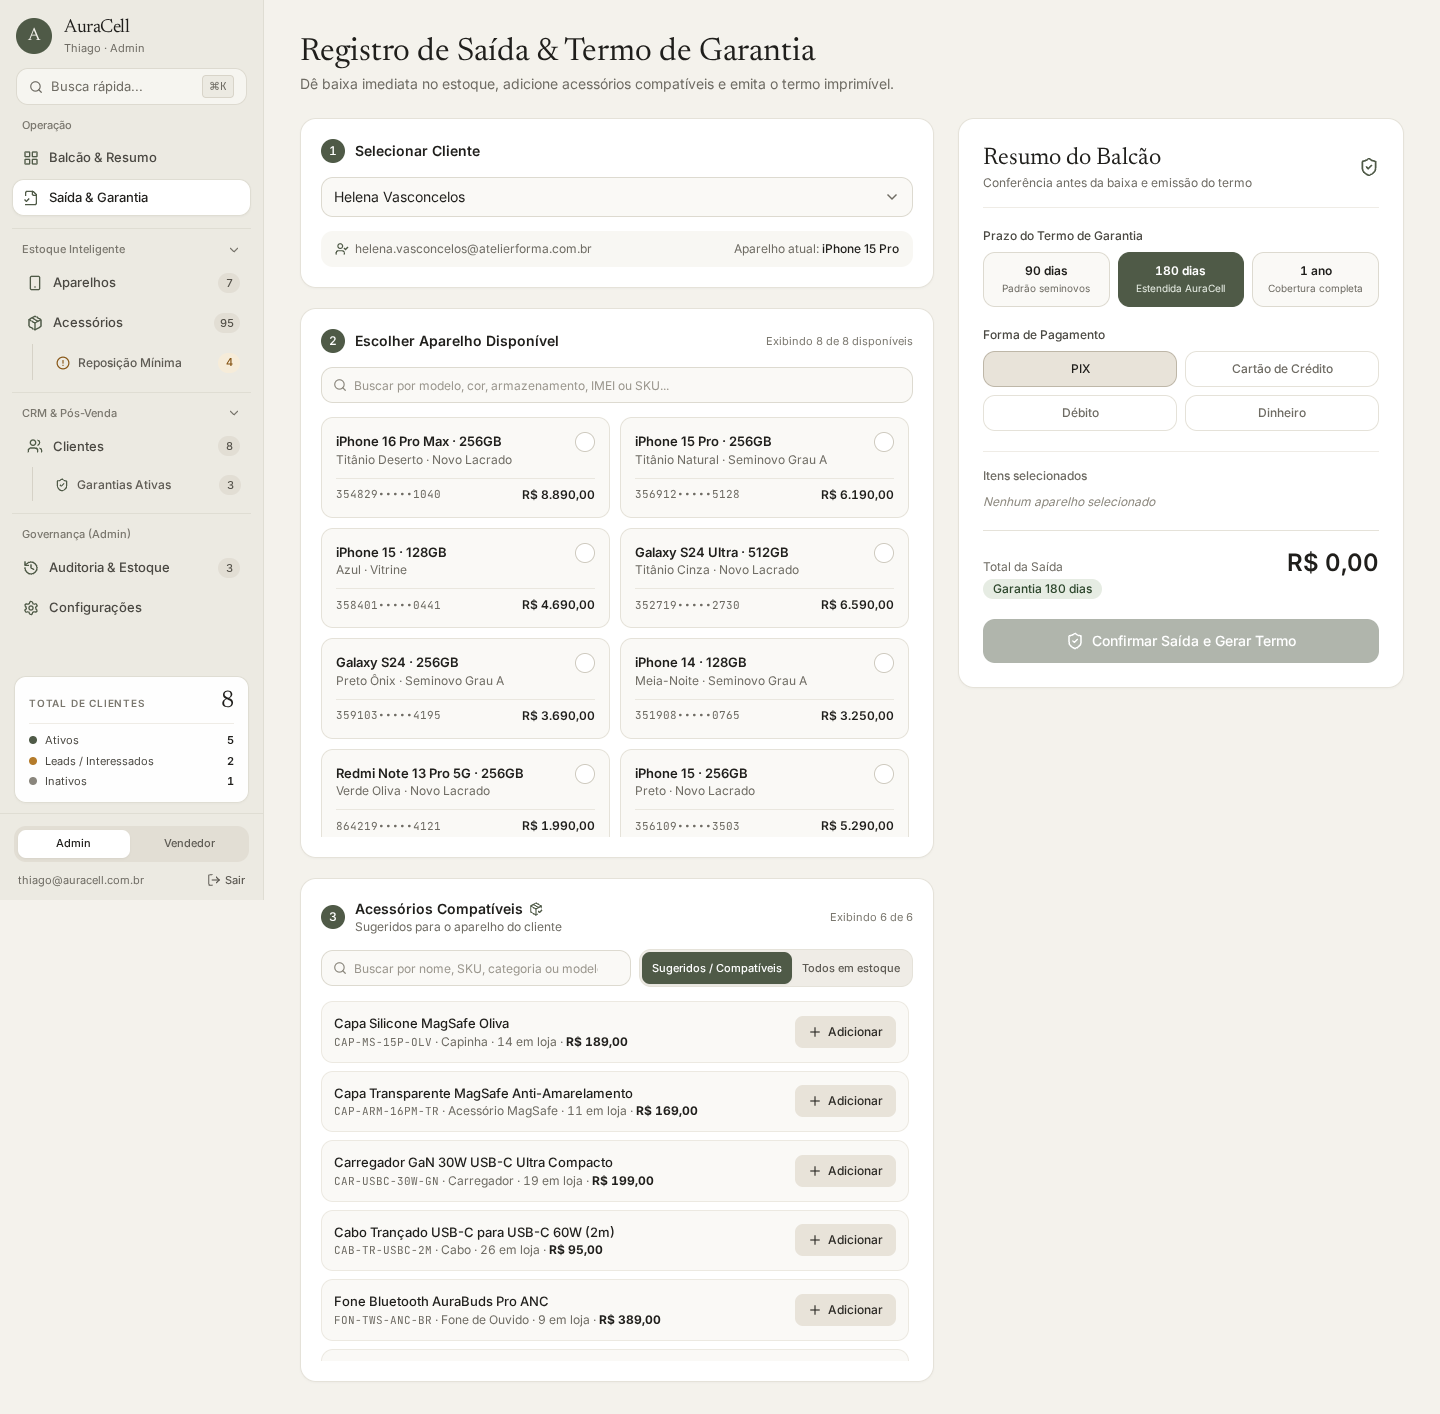 A
AuraCell
Thiago · Admin
Busca rápida...
⌘K
Operação
Balcão & Resumo
Saída & Garantia
Estoque Inteligente
Aparelhos
7
Acessórios
95
Reposição Mínima
4
CRM & Pós-Venda
Clientes
8
Garantias Ativas
3
Governança (Admin)
Auditoria & Estoque
3
Configurações
TOTAL DE CLIENTES
8
Ativos
5
Leads / Interessados
2
Inativos
1
Admin
Vendedor
thiago@auracell.com.br
Sair
Registro de Saída & Termo de Garantia
Dê baixa imediata no estoque, adicione acessórios compatíveis e emita o termo imprimível.
1
Selecionar Cliente
Helena Vasconcelos
helena.vasconcelos@atelierforma.com.br
Aparelho atual: iPhone 15 Pro
2
Escolher Aparelho Disponível
Exibindo 8 de 8 disponíveis
Buscar por modelo, cor, armazenamento, IMEI ou SKU...
iPhone 16 Pro Max · 256GB
Titânio Deserto · Novo Lacrado
354829•••••1040
R$ 8.890,00
iPhone 15 Pro · 256GB
Titânio Natural · Seminovo Grau A
356912•••••5128
R$ 6.190,00
iPhone 15 · 128GB
Azul · Vitrine
358401•••••0441
R$ 4.690,00
Galaxy S24 Ultra · 512GB
Titânio Cinza · Novo Lacrado
352719•••••2730
R$ 6.590,00
Galaxy S24 · 256GB
Preto Ônix · Seminovo Grau A
359103•••••4195
R$ 3.690,00
iPhone 14 · 128GB
Meia-Noite · Seminovo Grau A
351908•••••0765
R$ 3.250,00
Redmi Note 13 Pro 5G · 256GB
Verde Oliva · Novo Lacrado
864219•••••4121
R$ 1.990,00
iPhone 15 · 256GB
Preto · Novo Lacrado
356109•••••3503
R$ 5.290,00
3
Acessórios Compatíveis
Sugeridos para o aparelho do cliente
Exibindo 6 de 6
Buscar por nome, SKU, categoria ou model
Sugeridos / Compatíveis
Todos em estoque
Capa Silicone MagSafe Oliva
CAP-MS-15P-OLV · Capinha · 14 em loja · R$ 189,00
Adicionar
Capa Transparente MagSafe Anti-Amarelamento
CAP-ARM-16PM-TR · Acessório MagSafe · 11 em loja · R$ 169,00
Adicionar
Carregador GaN 30W USB-C Ultra Compacto
CAR-USBC-30W-GN · Carregador · 19 em loja · R$ 199,00
Adicionar
Cabo Trançado USB-C para USB-C 60W (2m)
CAB-TR-USBC-2M · Cabo · 26 em loja · R$ 95,00
Adicionar
Fone Bluetooth AuraBuds Pro ANC
FON-TWS-ANC-BR · Fone de Ouvido · 9 em loja · R$ 389,00
Adicionar
Resumo do Balcão
Conferência antes da baixa e emissão do termo
Prazo do Termo de Garantia
90 dias
Padrão seminovos
180 dias
Estendida AuraCell
1 ano
Cobertura completa
Forma de Pagamento
PIX
Cartão de Crédito
Débito
Dinheiro
Itens selecionados
Nenhum aparelho selecionado
Total da Saída
R$ 0,00
Garantia 180 dias
Confirmar Saída e Gerar Termo